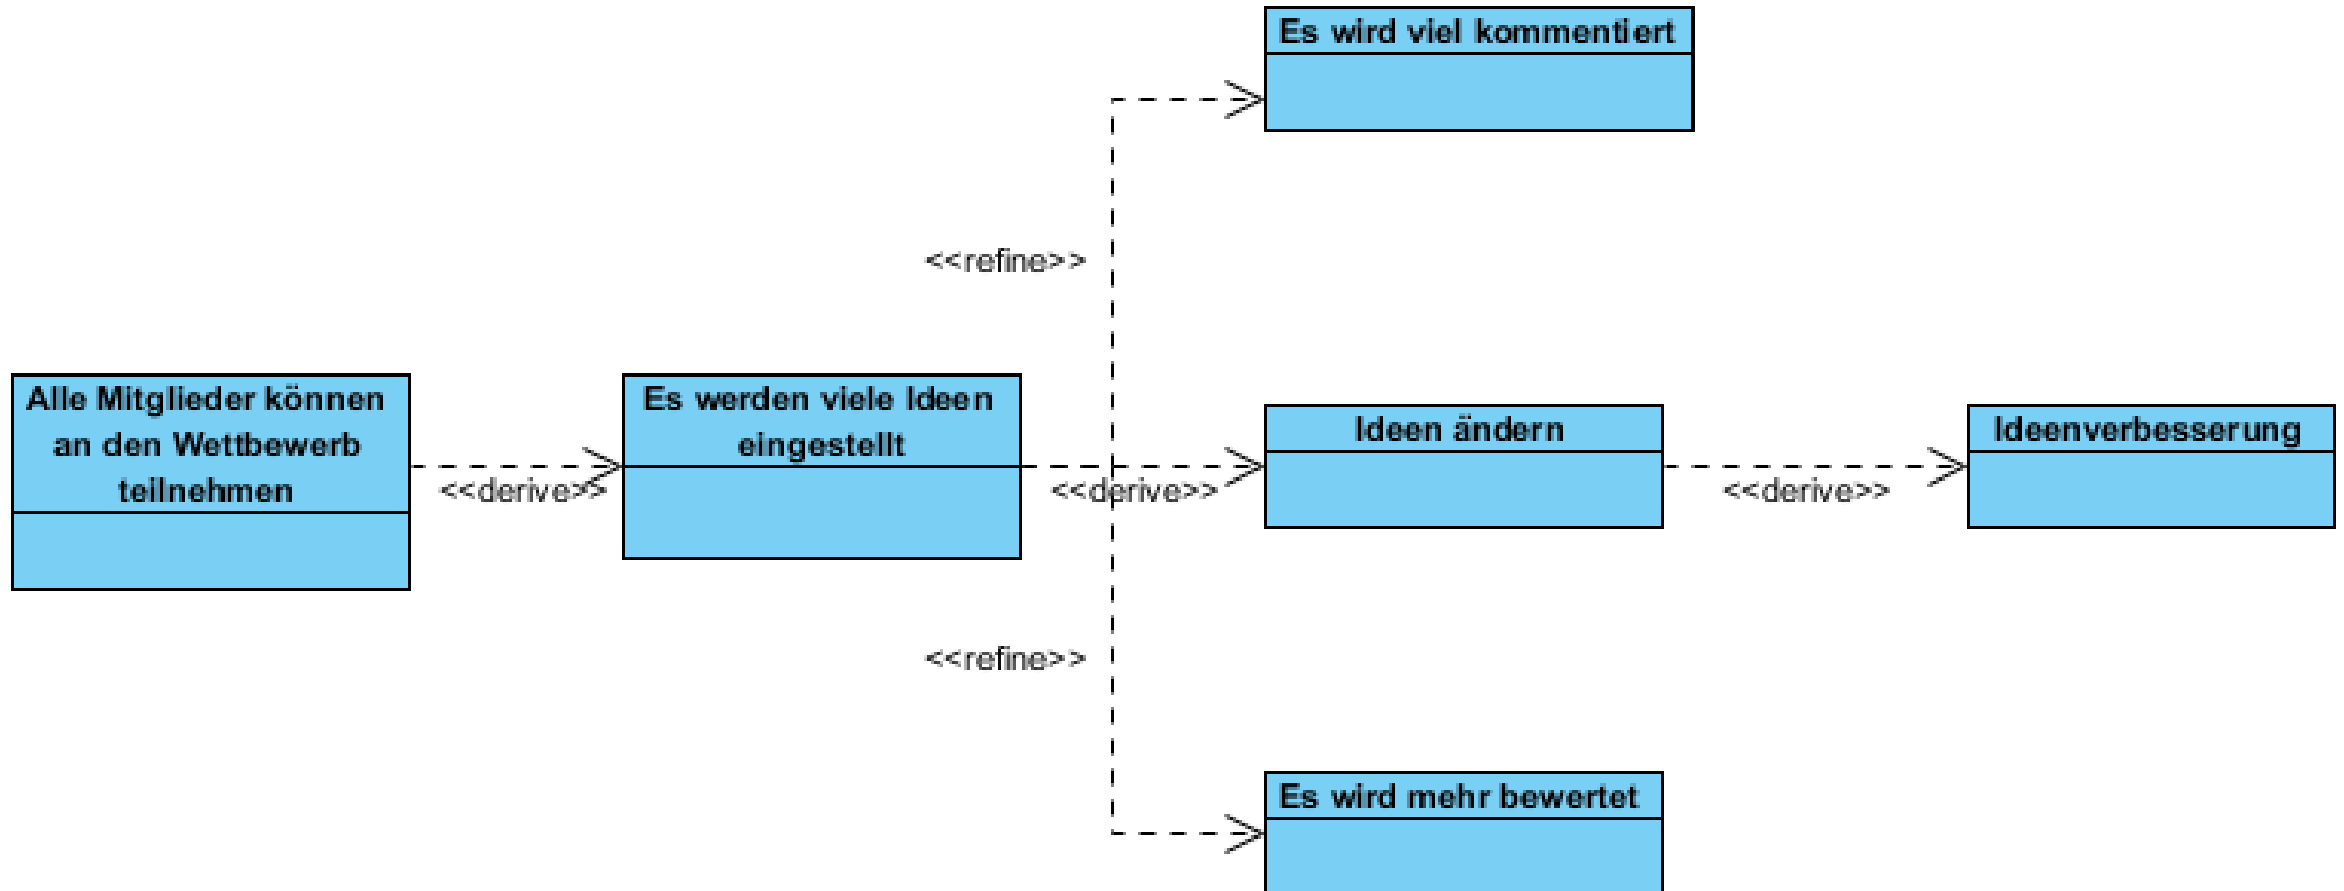 Es wird viel kommentiert
<<refine>>
Alle Mitglieder können
an den Wettbewerb
teilnehmen
<<derive>>
Es werden viele Ideen
eingestellt
<<derive>>
Ideen ändern
<<derive>>
Ideenverbesserung
<<refine>>
Es wird mehr bewertet